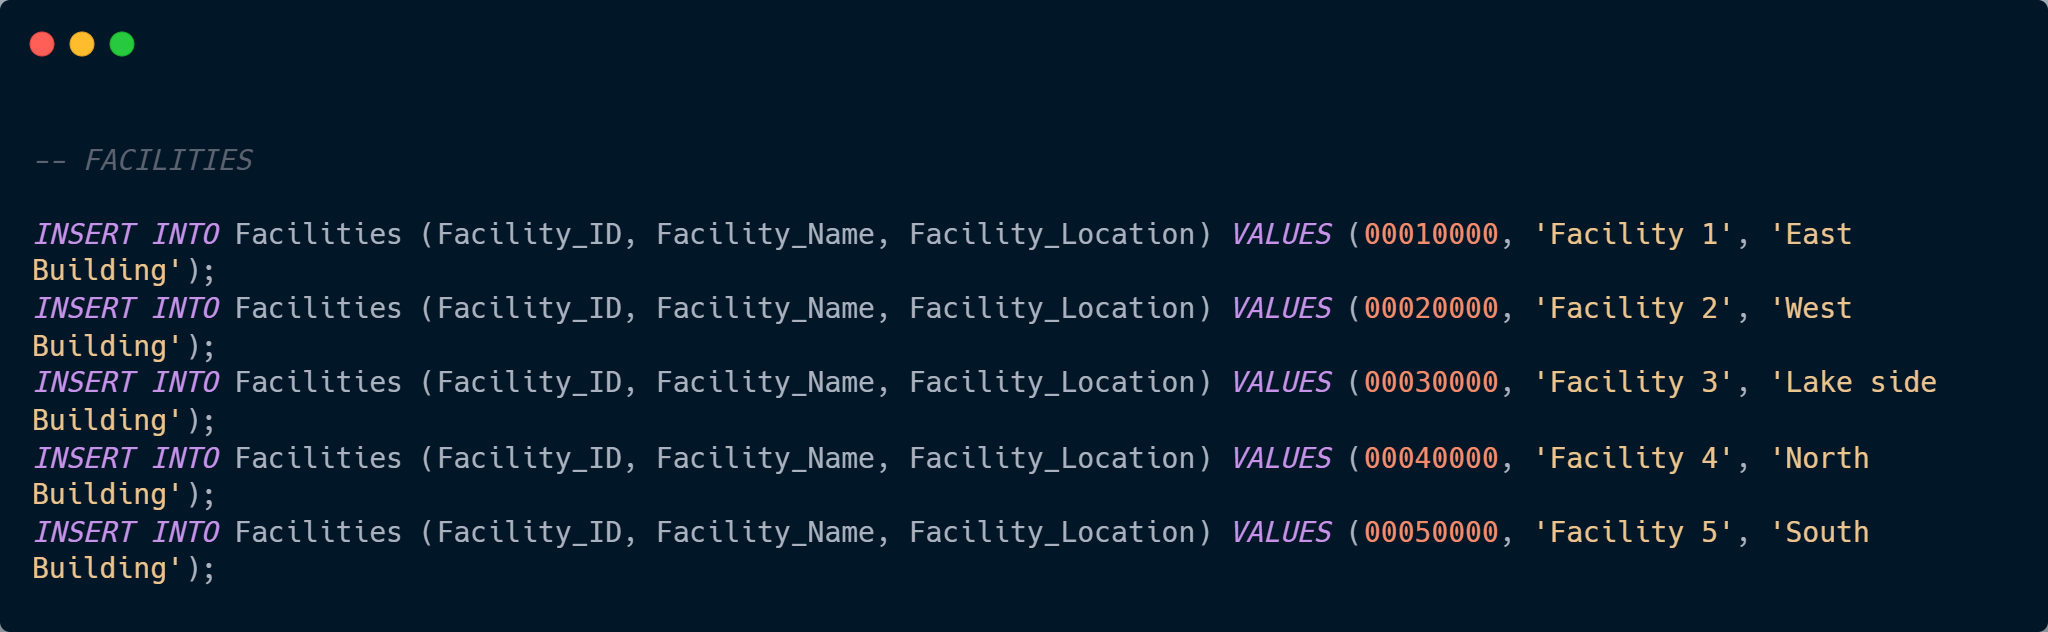 -- FACILITIES
INSERT INTO Facilities (Facility_ID, Facility_Name, Facility_Location) VALUES (00010000, 'Facility 1', 'East
Building');
INSERT INTO Facilities (Facility_ID, Facility_Name, Facility_Location) VALUES (00020000, 'Facility 2', 'West
Building');
INSERT INTO Facilities (Facility_ID, Facility_Name, Facility_Location) VALUES (00030000, 'Facility 3', 'Lake side
Building');
INSERT INTO Facilities (Facility_ID, Facility_Name, Facility_Location) VALUES (00040000, 'Facility 4', 'North
Building');
INSERT INTO Facilities (Facility_ID, Facility_Name, Facility_Location) VALUES (00050000, 'Facility 5', 'South
Building');